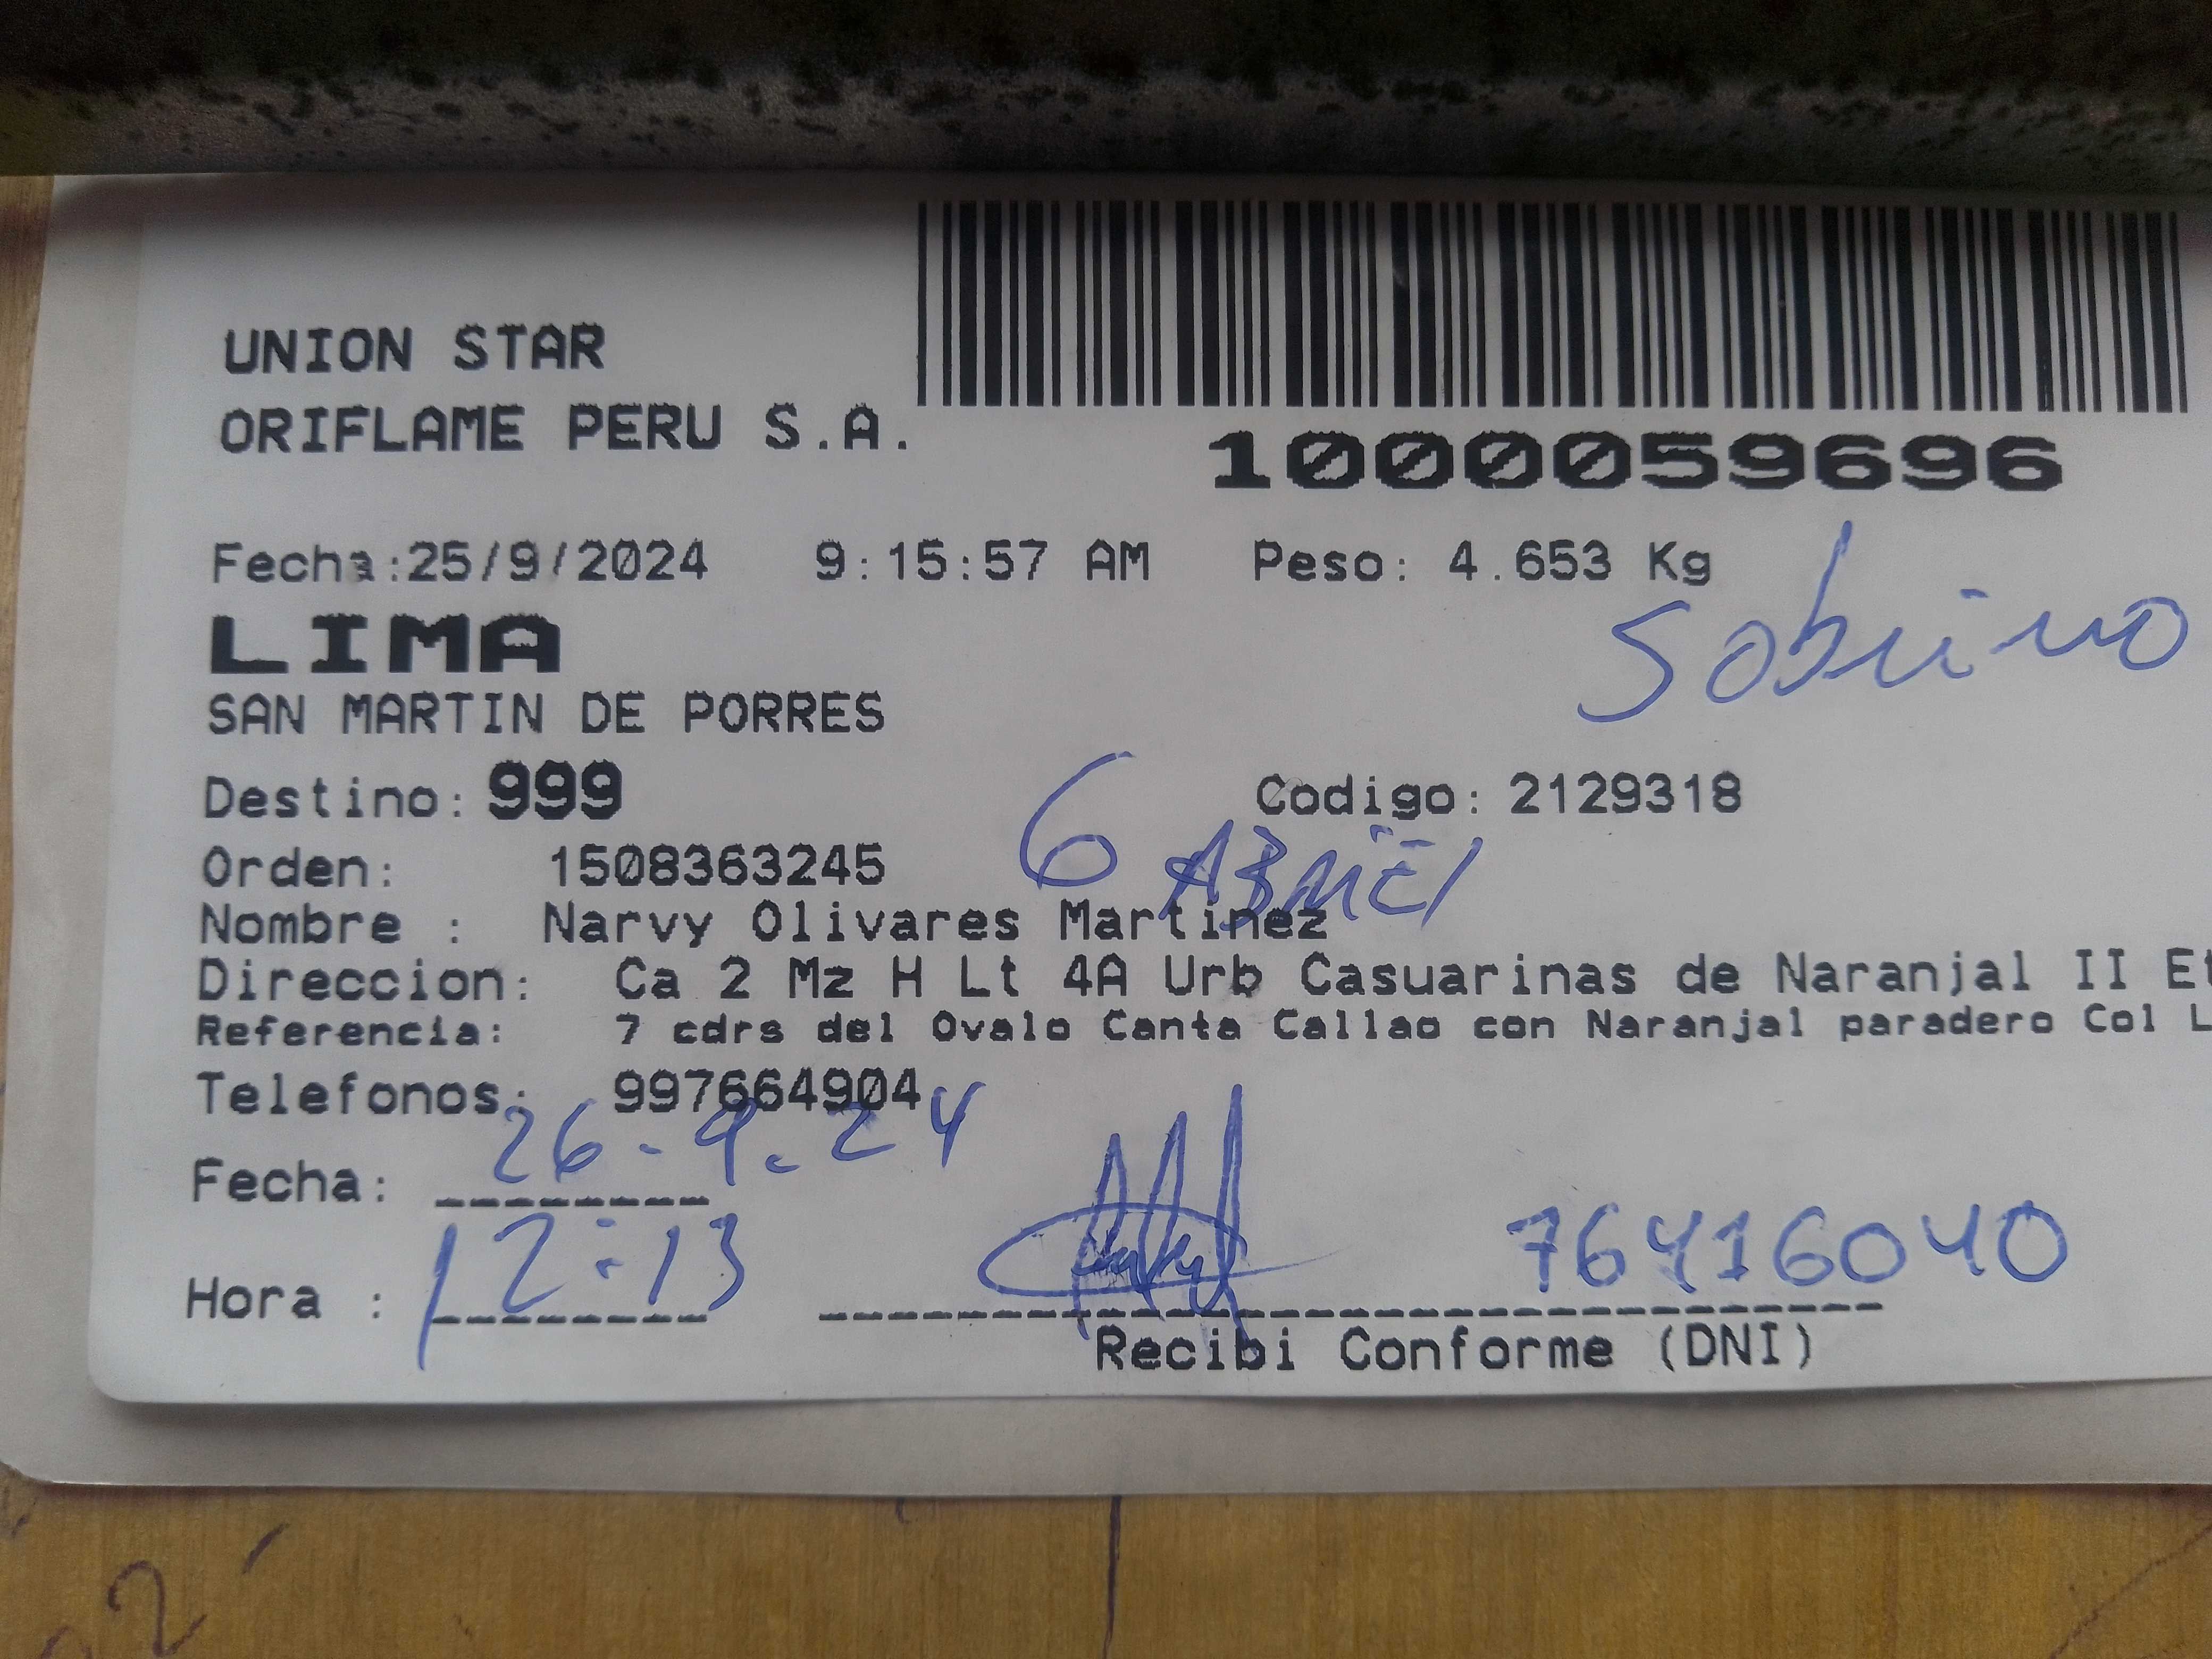 UNION STAR
ORIFLAME PERU S.A.
1000059696
Fecha:25/9/2024 9:15:57 AM Peso: 4.653 Kg
LIMA
sobrino
SAN MARTIN DE PORRES
Destino: 999 Codigo: 2129318
GABRiEl
Orden: 1508363245
Nombre : Narvy Olivares Martinez
Direccion: Ca 2 Mz H Lt 4A Urb Casuarinas de Naranjal II Et
Referencia: 7 cdrs del Ovalo Canta Callao con Naranjal paradero Col L
Telefonos: 997664904
Fecha: 26-9-24
Hora : 12:13 76416040
Recibi Conforme (DNI)